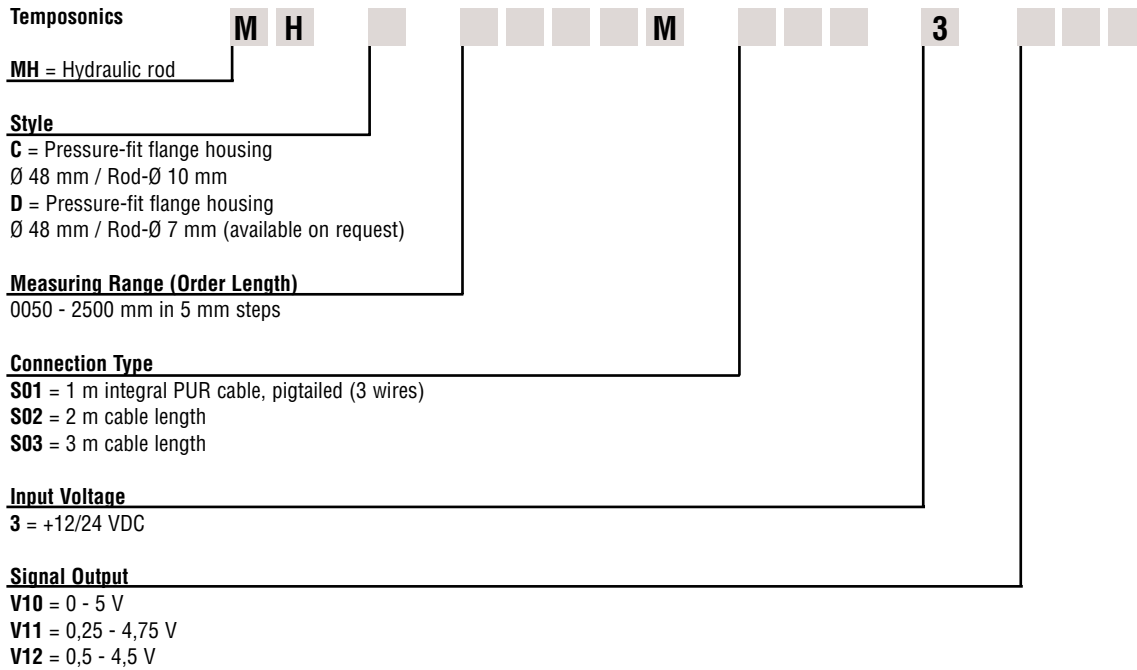 Temposonics
M H M 3
MH = Hydraulic rod
Style
C = Pressure-fit flange housing
Ø 48 mm / Rod-Ø 10 mm
D = Pressure-fit flange housing
Ø 48 mm / Rod-Ø 7 mm (available on request)
Measuring Range (Order Length)
0050 - 2500 mm in 5 mm steps
Connection Type
S01 = 1 m integral PUR cable, pigtailed (3 wires)
S02 = 2 m cable length
S03 = 3 m cable length
Input Voltage
3 = +12/24 VDC
Signal Output
V10 = 0 - 5 V
V11 = 0,25 - 4,75 V
V12 = 0,5 - 4,5 V